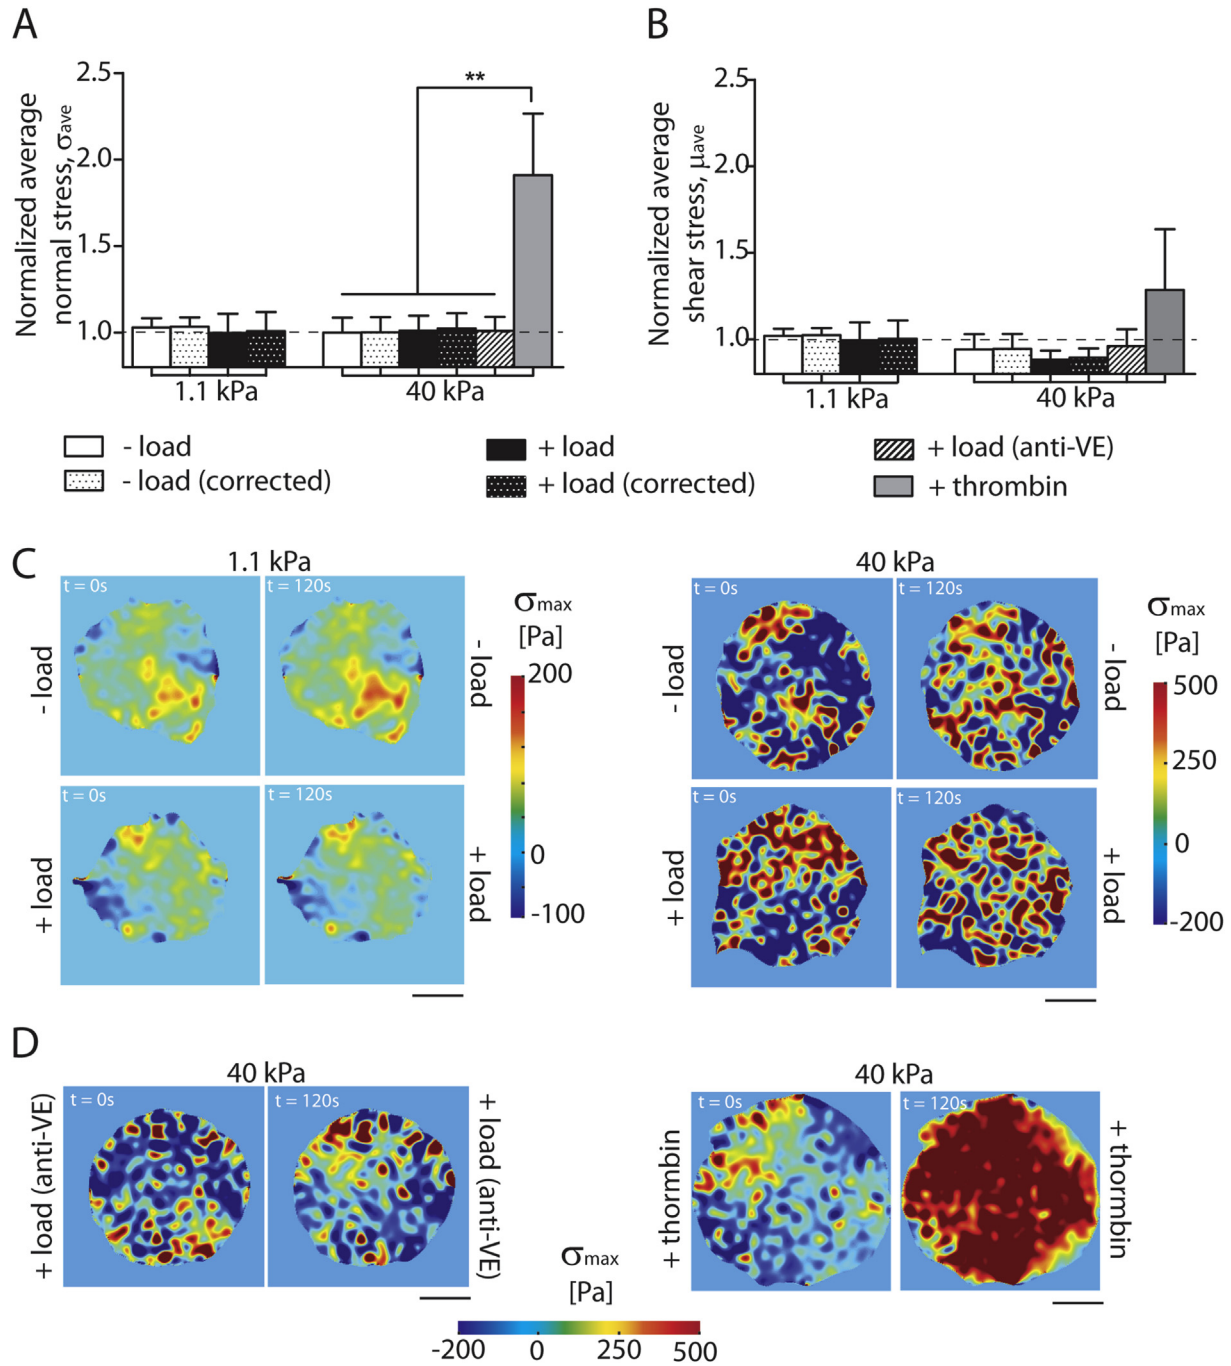 A
B
Normalized average
normal stress, σave
2.5
2.0
1.5
1.0
**
1.1 kPa
40 kPa
Normalized average
shear stress, μave
2.5
2.0
1.5
1.0
1.1 kPa
40 kPa
- load
+ load
+ load (anti-VE)
- load (corrected)
+ load (corrected)
+ thrombin
C
1.1 kPa
t = 0s
t = 120s
- load
- load
t = 0s
t = 120s
+ load
+ load
σmax
[Pa]
200
0
-100
40 kPa
t = 0s
t = 120s
- load
- load
t = 0s
t = 120s
+ load
+ load
σmax
[Pa]
500
250
0
-200
D
40 kPa
t = 0s
t = 120s
+ load (anti-VE)
+ load (anti-VE)
40 kPa
t = 0s
t = 120s
+ thormbin
+ thormbin
σmax
[Pa]
-200
0
250
500